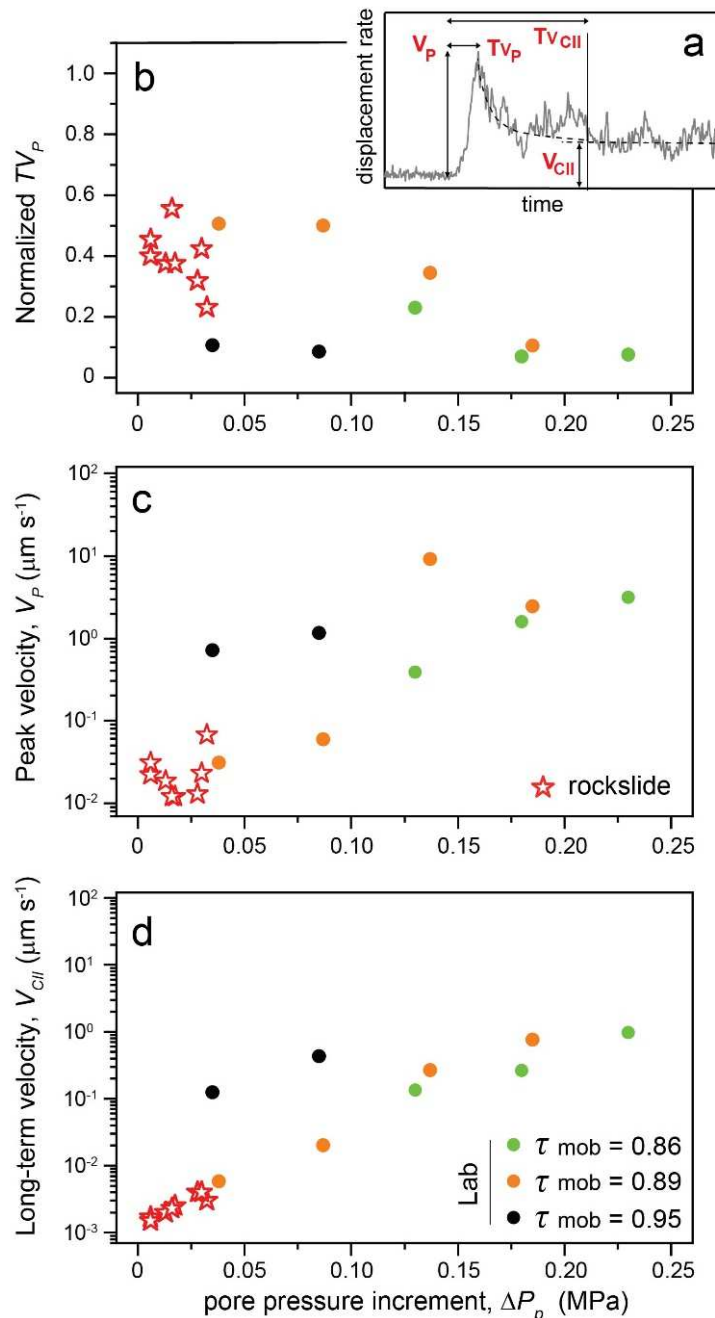 a
V_P
TV_P
TV_CII
V_CII
displacement rate
time
b
Normalized TV_P
1.0
0.8
0.6
0.4
0.2
0
0 0.05 0.10 0.15 0.20 0.25
c
Peak velocity, V_P (μm s⁻¹)
10²
10¹
10⁰
10⁻¹
10⁻²
rockslide
0 0.05 0.10 0.15 0.20 0.25
d
Long-term velocity, V_CII (μm s⁻¹)
10²
10¹
10⁰
10⁻¹
10⁻²
10⁻³
Lab
τ mob = 0.86
τ mob = 0.89
τ mob = 0.95
0 0.05 0.10 0.15 0.20 0.25
pore pressure increment, ΔP_p (MPa)